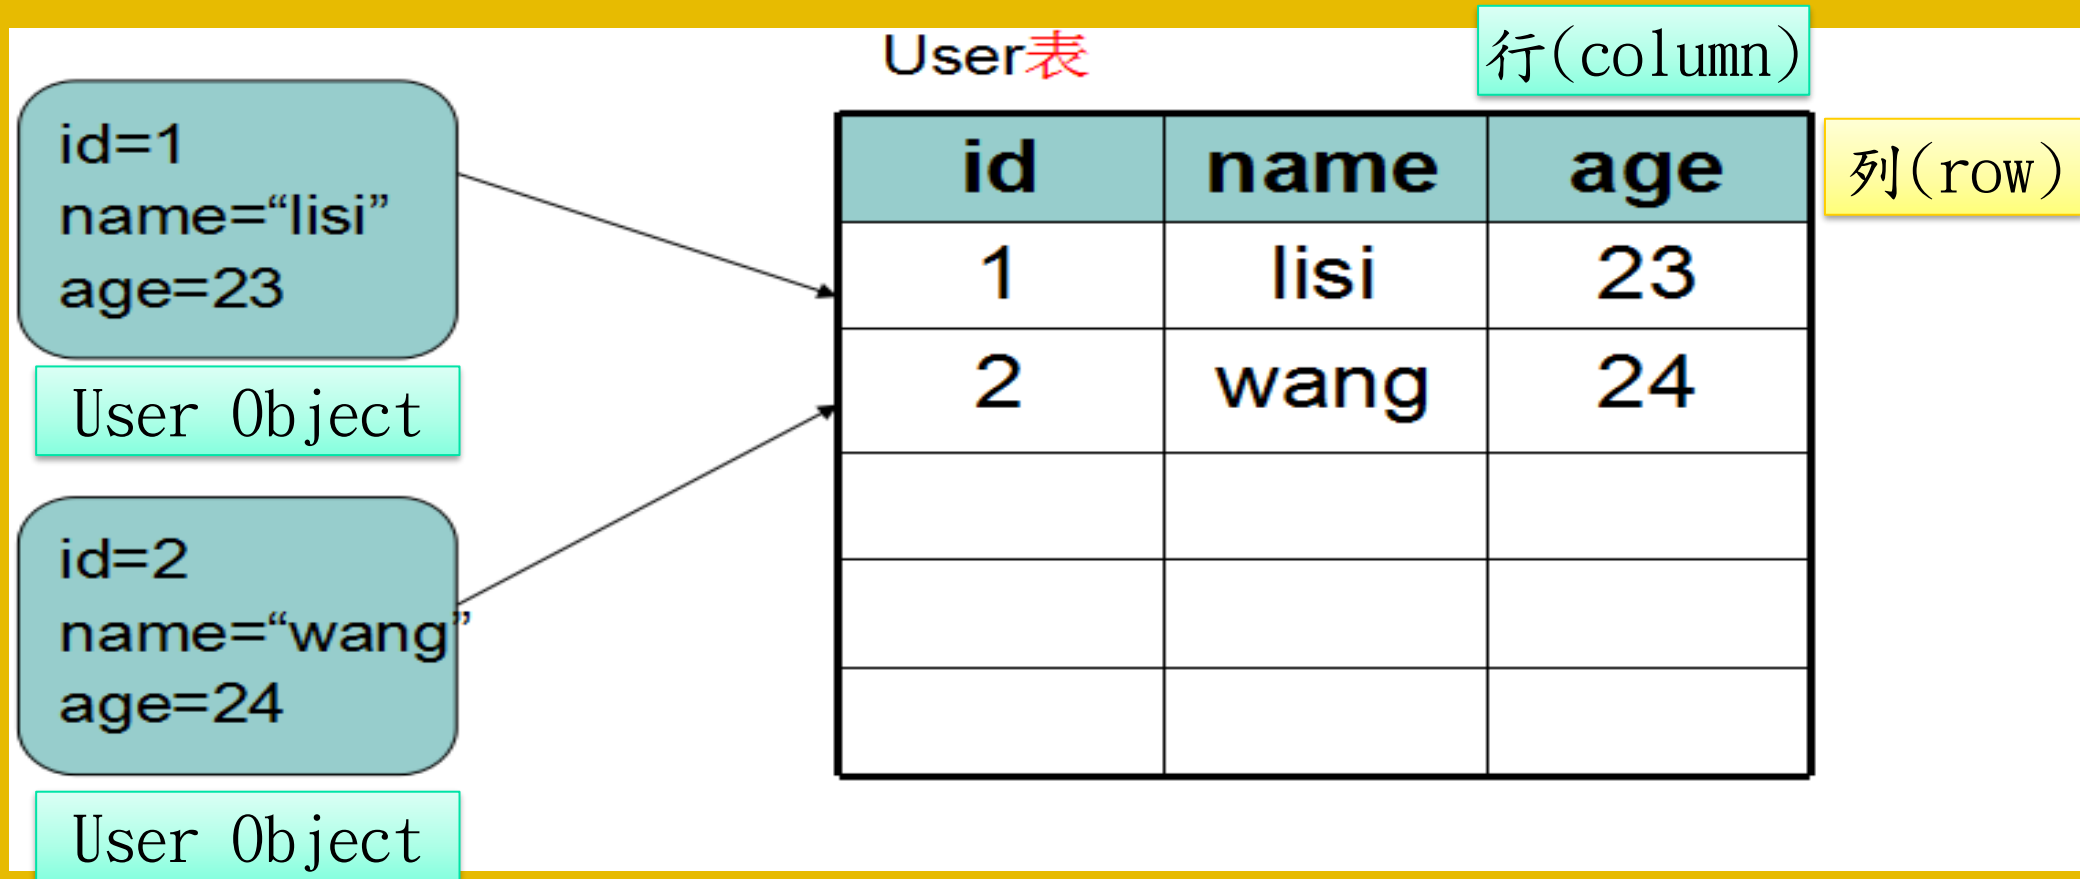 User表
行(column)
列(row)
id=1
name=“lisi”
age=23
User Object
id=2
name=“wang”
age=24
User Object
id name age
1 lisi 23
2 wang 24